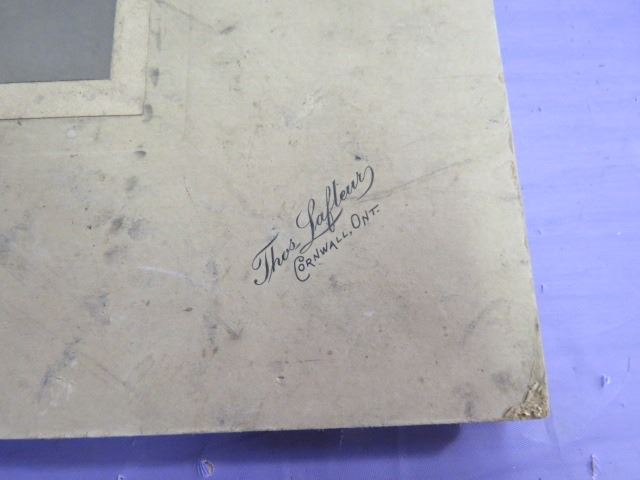 Thos Lafleur
CORNWALL, ONT.